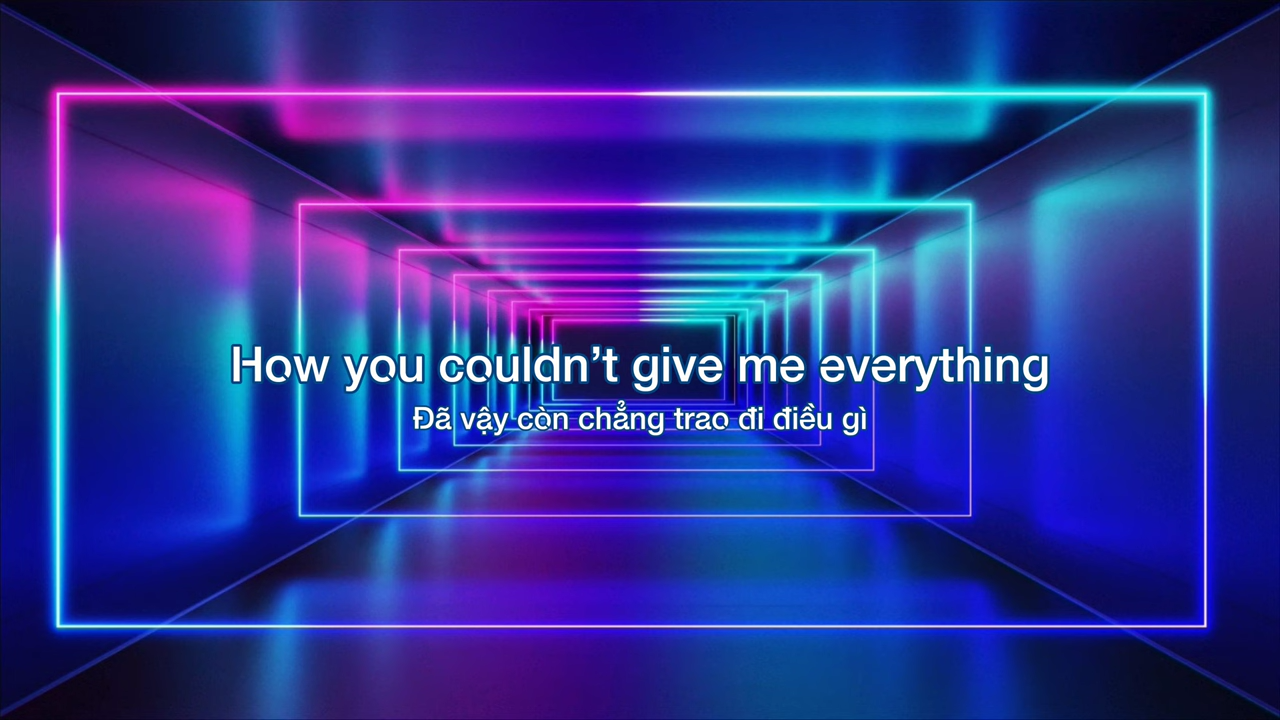 How you couldn’t give me everything
Đã vậy còn chẳng trao đi điều gì